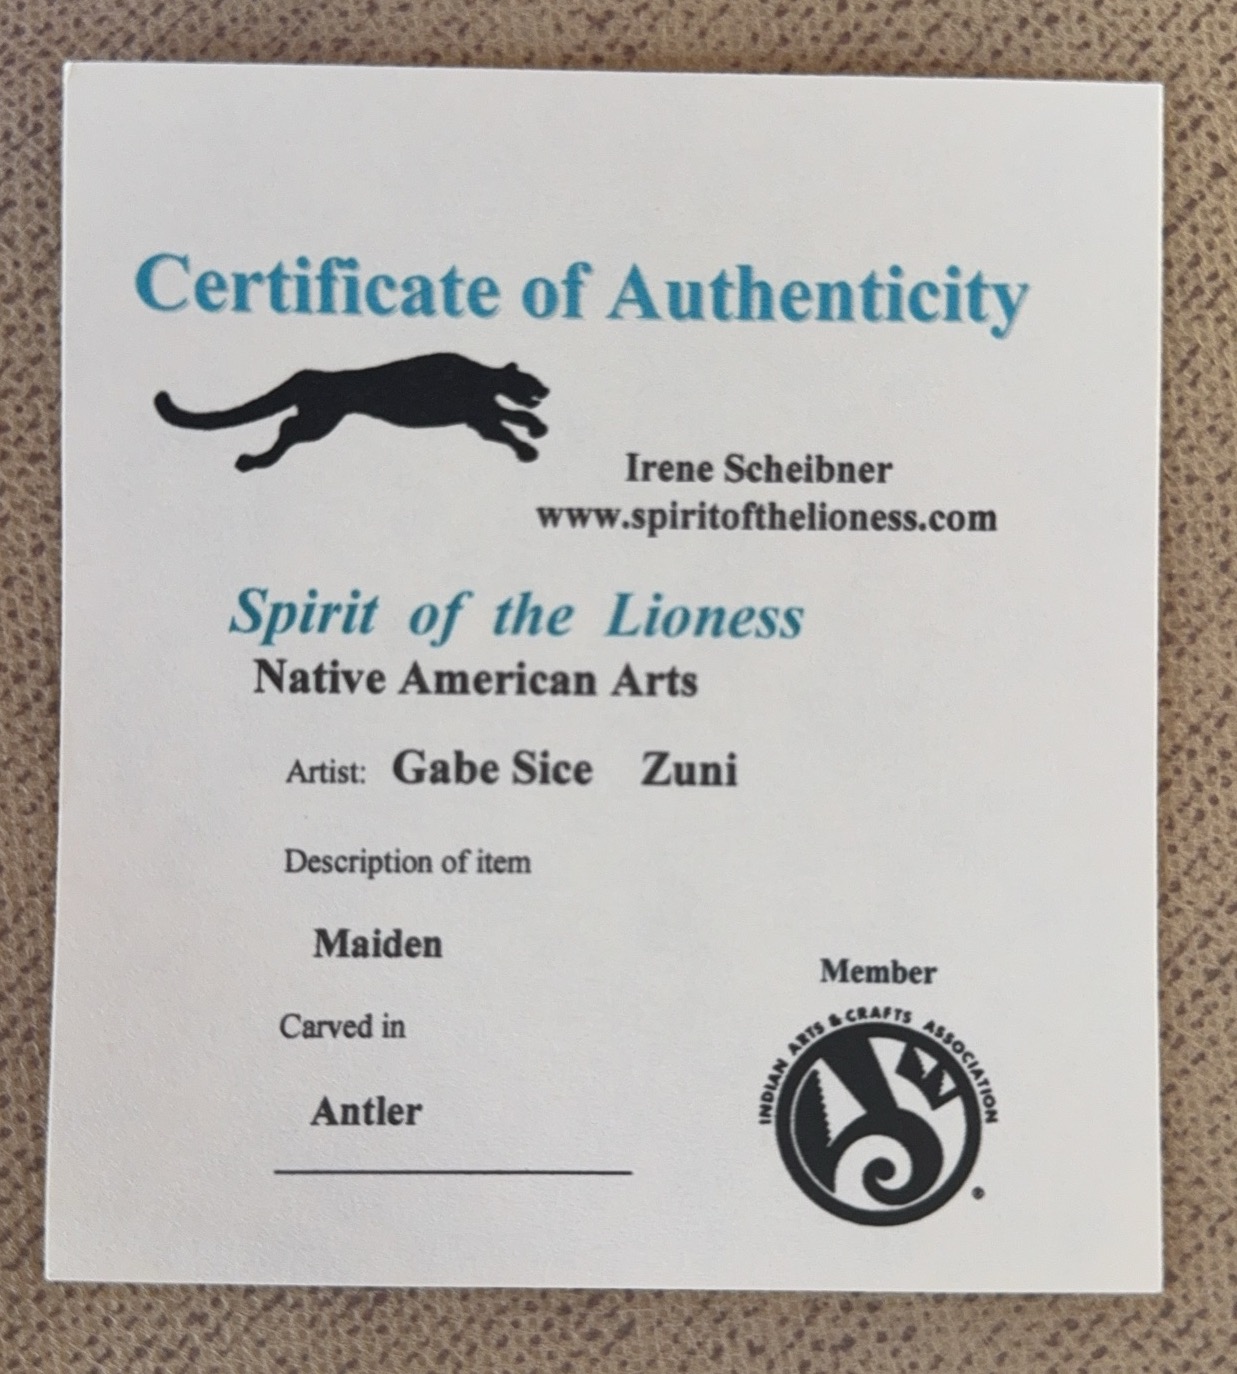 Certificate of Authenticity
Irene Scheibner
www.spiritofthelioness.com
Spirit of the Lioness
Native American Arts
Artist: Gabe Sice Zuni
Description of item
Maiden
Carved in
Antler
Member
INDIAN ARTS & CRAFTS ASSOCIATION
®